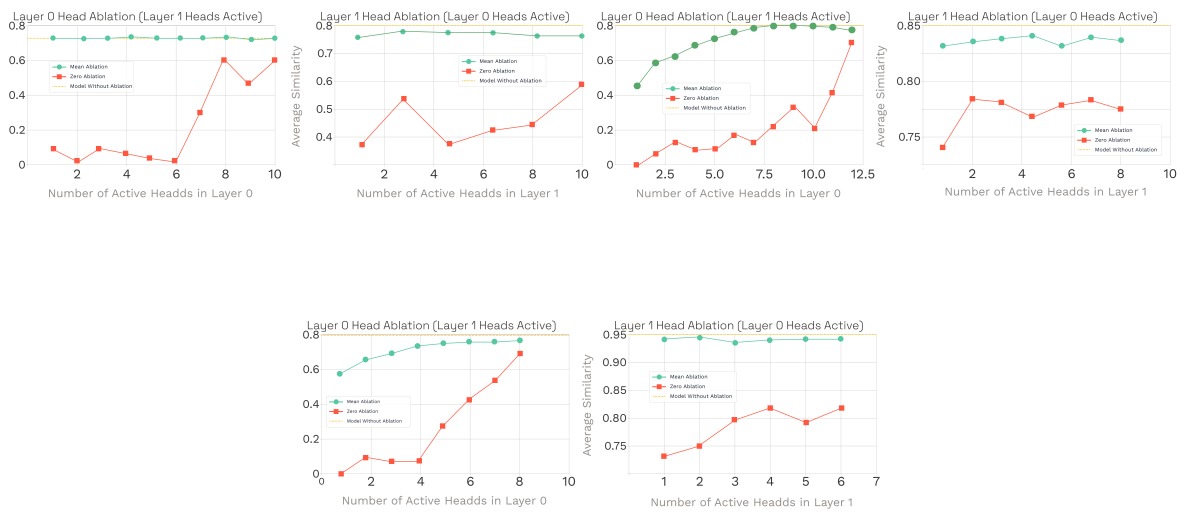 Layer 0 Head Ablation (Layer 1 Heads Active)
0.8
0.6
0.4
0.2
0
Mean Ablation
Zero Ablation
Model Without Ablation
2
4
6
8
10
Number of Active Headds in Layer 0
Layer 1 Head Ablation (Layer 0 Heads Active)
Average Similarity
0.8
0.7
0.6
0.5
0.4
Mean Ablation
Zero Ablation
Model Without Ablation
2
4
6
8
10
Number of Active Headds in Layer 1
Layer 0 Head Ablation (Layer 1 Heads Active)
0.8
0.6
0.4
0.2
0
Mean Ablation
Zero Ablation
Model Without Ablation
2.5
5.0
7.5
10.0
12.5
Number of Active Headds in Layer 0
Layer 1 Head Ablation (Layer 0 Heads Active)
Average Similarity
0.85
0.80
0.75
Mean Ablation
Zero Ablation
Model Without Ablation
2
4
6
8
10
Number of Active Headds in Layer 1
Layer 0 Head Ablation (Layer 1 Heads Active)
0.8
0.6
0.4
0.2
0
Mean Ablation
Zero Ablation
Model Without Ablation
0
2
4
6
8
10
Number of Active Headds in Layer 0
Layer 1 Head Ablation (Layer 0 Heads Active)
Average Similarity
0.95
0.90
0.85
0.80
0.75
Mean Ablation
Zero Ablation
Model Without Ablation
1
2
3
4
5
6
7
Number of Active Headds in Layer 1